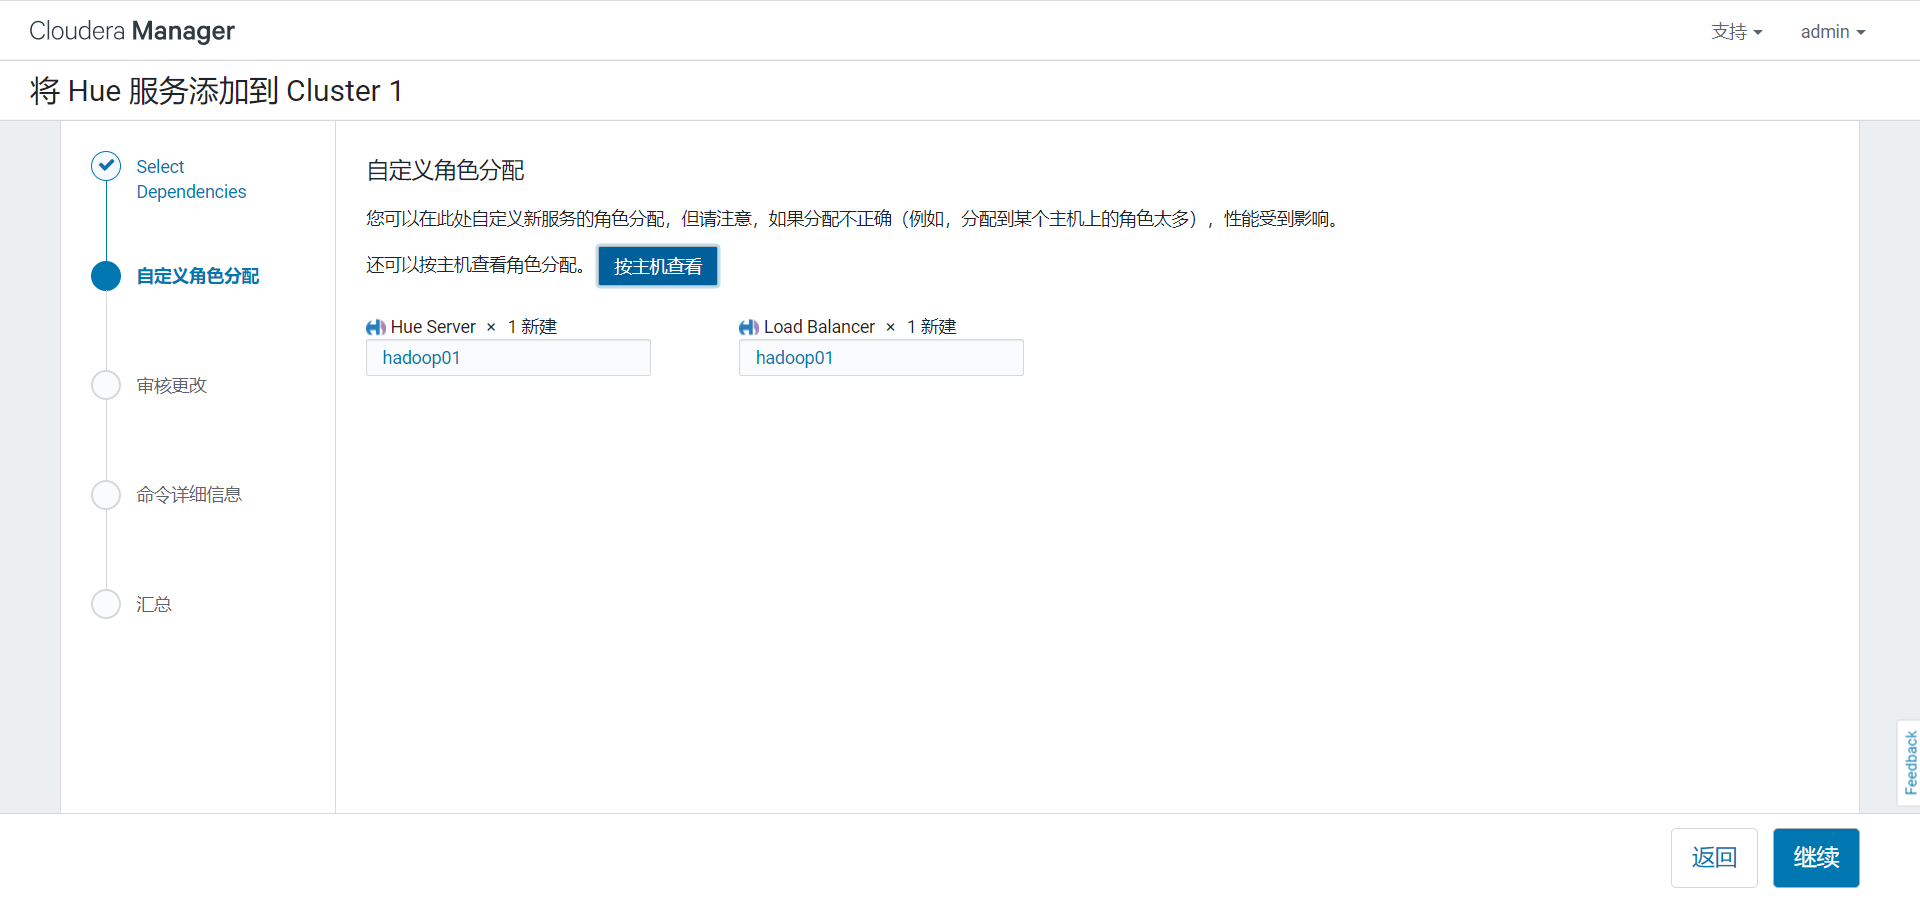 Cloudera Manager
支持
admin
将 Hue 服务添加到 Cluster 1
Select
Dependencies
自定义角色分配
审核更改
命令详细信息
汇总
自定义角色分配
您可以在此处自定义新服务的角色分配，但请注意，如果分配不正确（例如，分配到某个主机上的角色太多），性能受到影响。
还可以按主机查看角色分配。 按主机查看
Hue Server × 1 新建
hadoop01
Load Balancer × 1 新建
hadoop01
Feedback
返回
继续